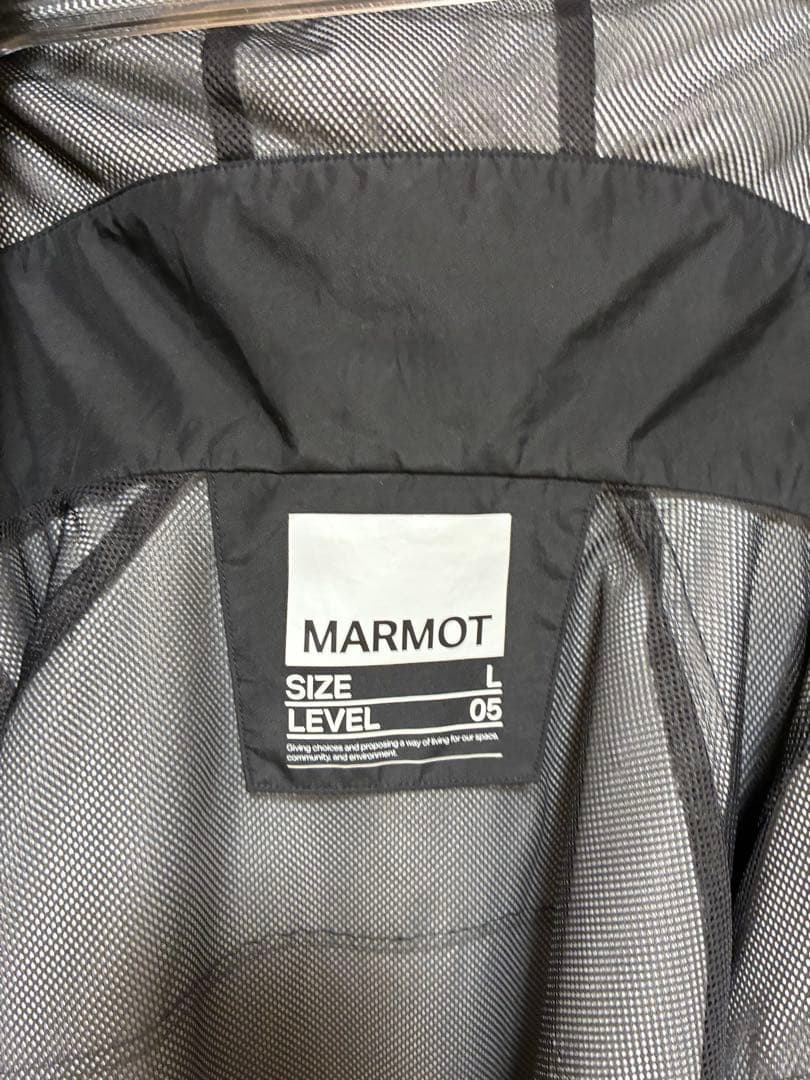 MARMOT
SIZE L
LEVEL 05
Giving choices and proposing a way of living for our space,
community, and environment.